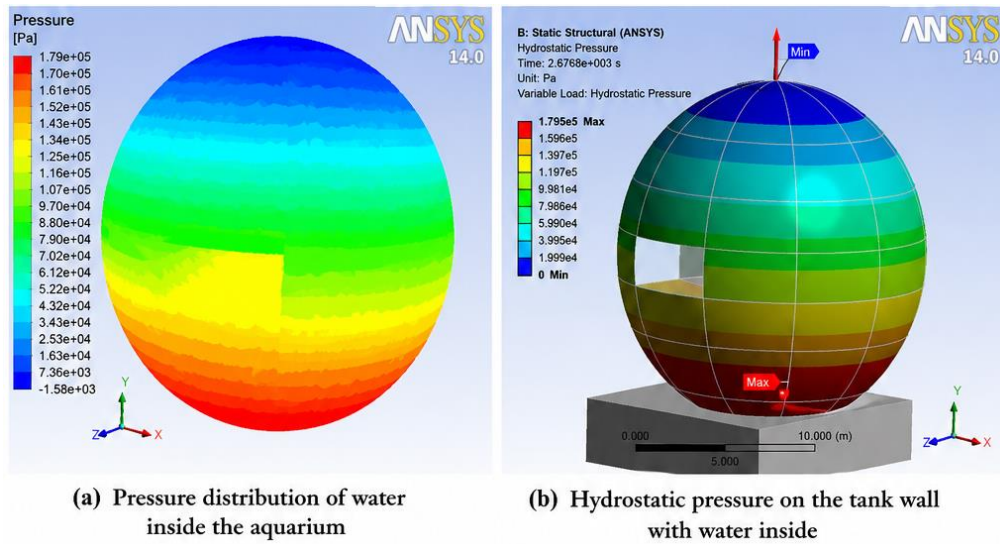 Pressure
[Pa]
1.79e+05
1.70e+05
1.61e+05
1.52e+05
1.43e+05
1.34e+05
1.25e+05
1.16e+05
1.07e+05
9.70e+04
8.80e+04
7.90e+04
7.02e+04
6.12e+04
5.22e+04
4.32e+04
3.53e+04
1.63e+04
7.36e+03
-1.58e+03
ANSYS
14.0
Y
Z
X
(a) Pressure distribution of water
inside the aquarium
B: Static Structural (ANSYS)
Hydrostatic Pressure
Time: 2.6768e+003 s
Unit: Pa
Variable Load: Hydrostatic Pressure
1.795e5 Max
1.596e5
1.397e5
1.197e5
9.981e4
7.986e4
5.990e4
3.995e4
1.999e4
0 Min
ANSYS
14.0
Min
Max
0.000
10.000 (m)
5.000
Y
Z
X
(b) Hydrostatic pressure on the tank wall
with water inside